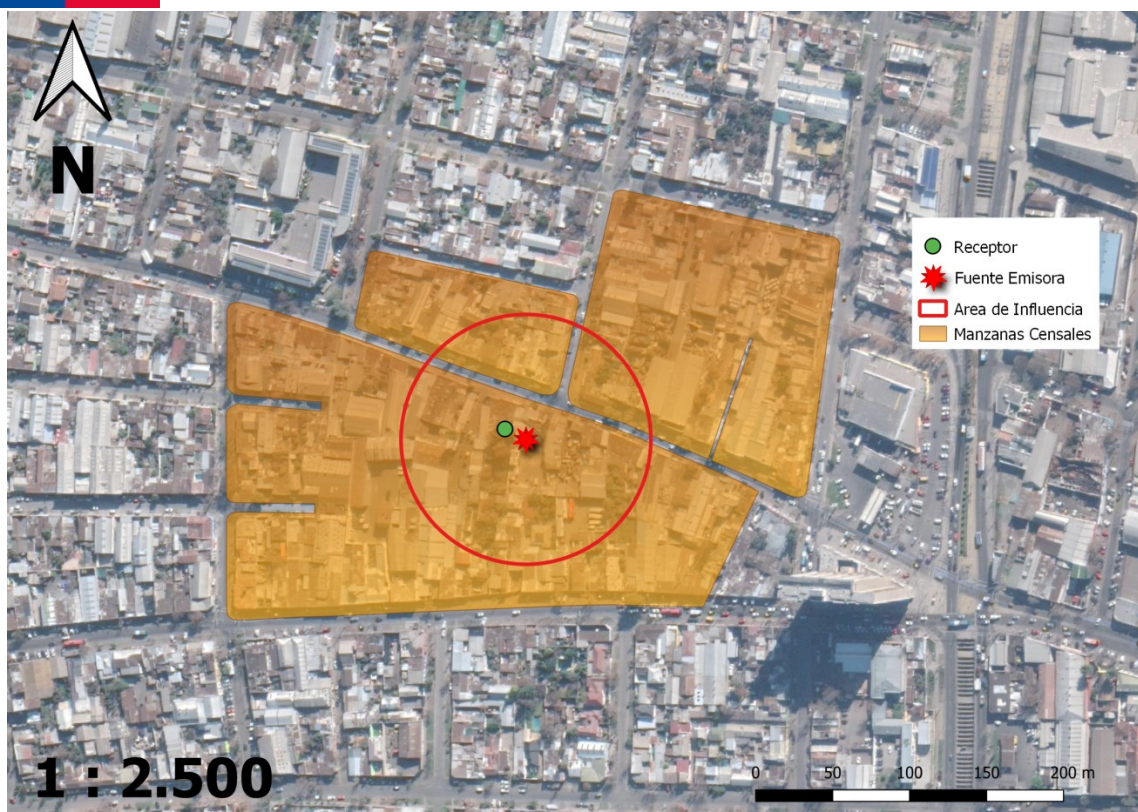 N
Receptor
Fuente Emisora
Area de Influencia
Manzanas Censales
1 : 2.500
0 50 100 150 200 m